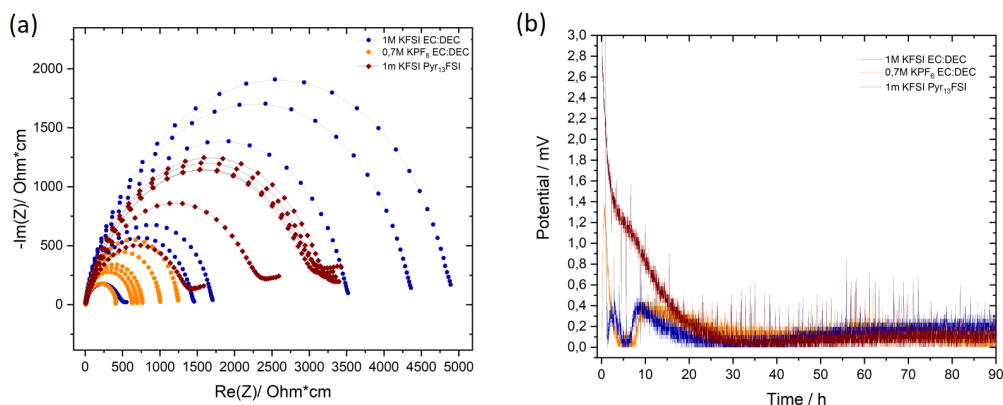 (a)
1M KFSI EC:DEC
0,7M KPF₆ EC:DEC
1m KFSI Pyr₁₃FSI
2000
1750
1500
1250
1000
750
500
250
0
-Im(Z)/ Ohm*cm
0 500 1000 1500 2000 2500 3000 3500 4000 4500 5000
Re(Z)/ Ohm*cm
(b)
1M KFSI EC:DEC
0,7M KPF₆ EC:DEC
1m KFSI Pyr₁₃FSI
3,0
2,8
2,6
2,4
2,2
2,0
1,8
1,6
1,4
1,2
1,0
0,8
0,6
0,4
0,2
0,0
Potential / mV
0 10 20 30 40 50 60 70 80 90
Time / h